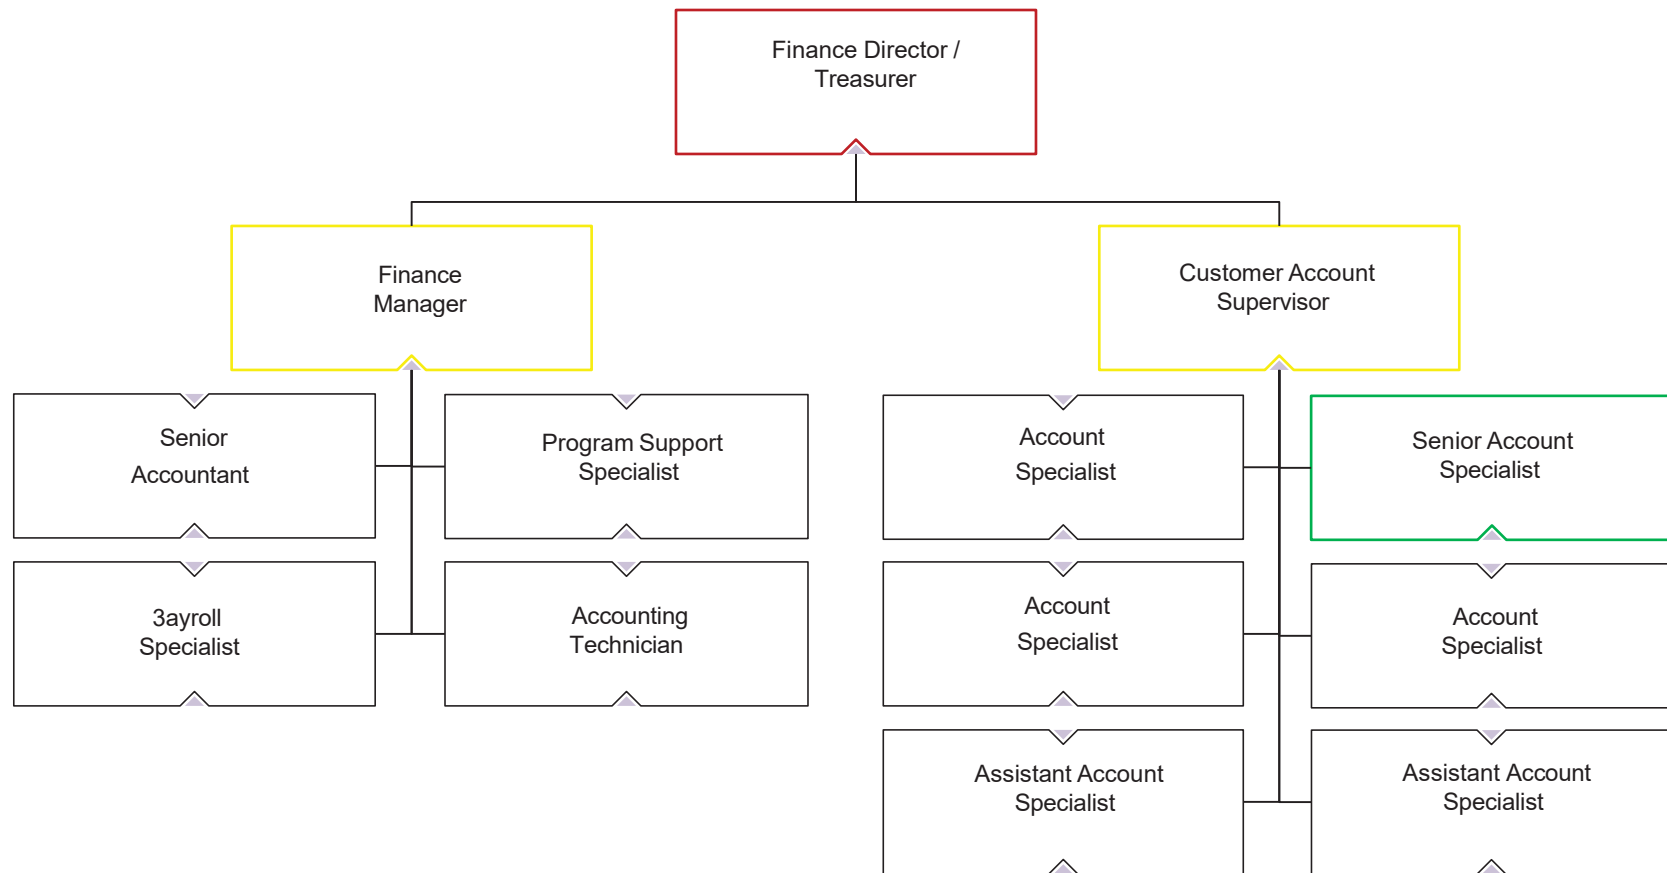 Finance Director /
Treasurer
Finance
Manager
Customer Account
Supervisor
Senior
Accountant
Program Support
Specialist
Account
Specialist
Senior Account
Specialist
3ayroll
Specialist
Accounting
Technician
Account
Specialist
Account
Specialist
Assistant Account
Specialist
Assistant Account
Specialist